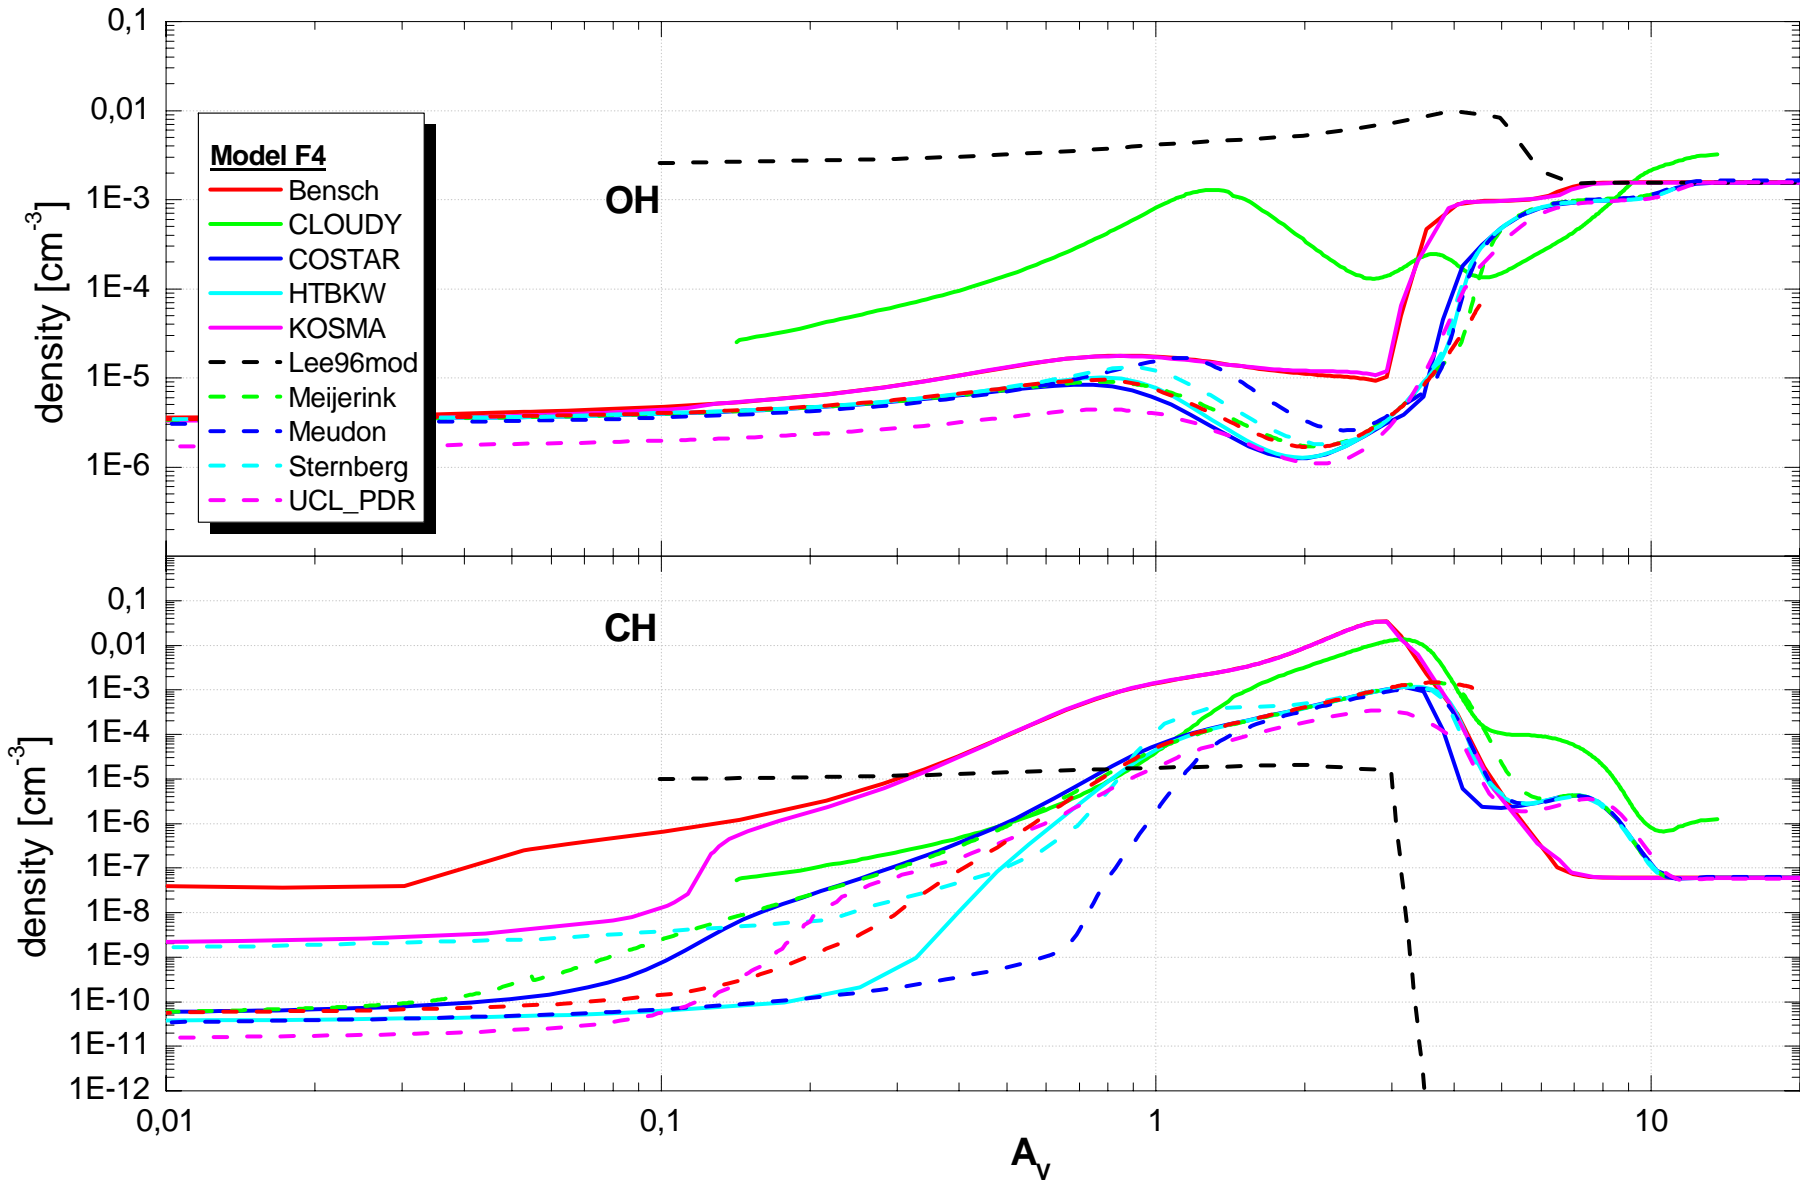 0,1
0,01
1E-3
1E-4
1E-5
1E-6
density [cm⁻³]
Model F4
Bensch
CLOUDY
COSTAR
HTBKW
KOSMA
Lee96mod
Meijerink
Meudon
Sternberg
UCL_PDR
OH
0,1
0,01
1E-3
1E-4
1E-5
1E-6
1E-7
1E-8
1E-9
1E-10
1E-11
1E-12
density [cm⁻³]
CH
0,01 0,1 1 10
A_V